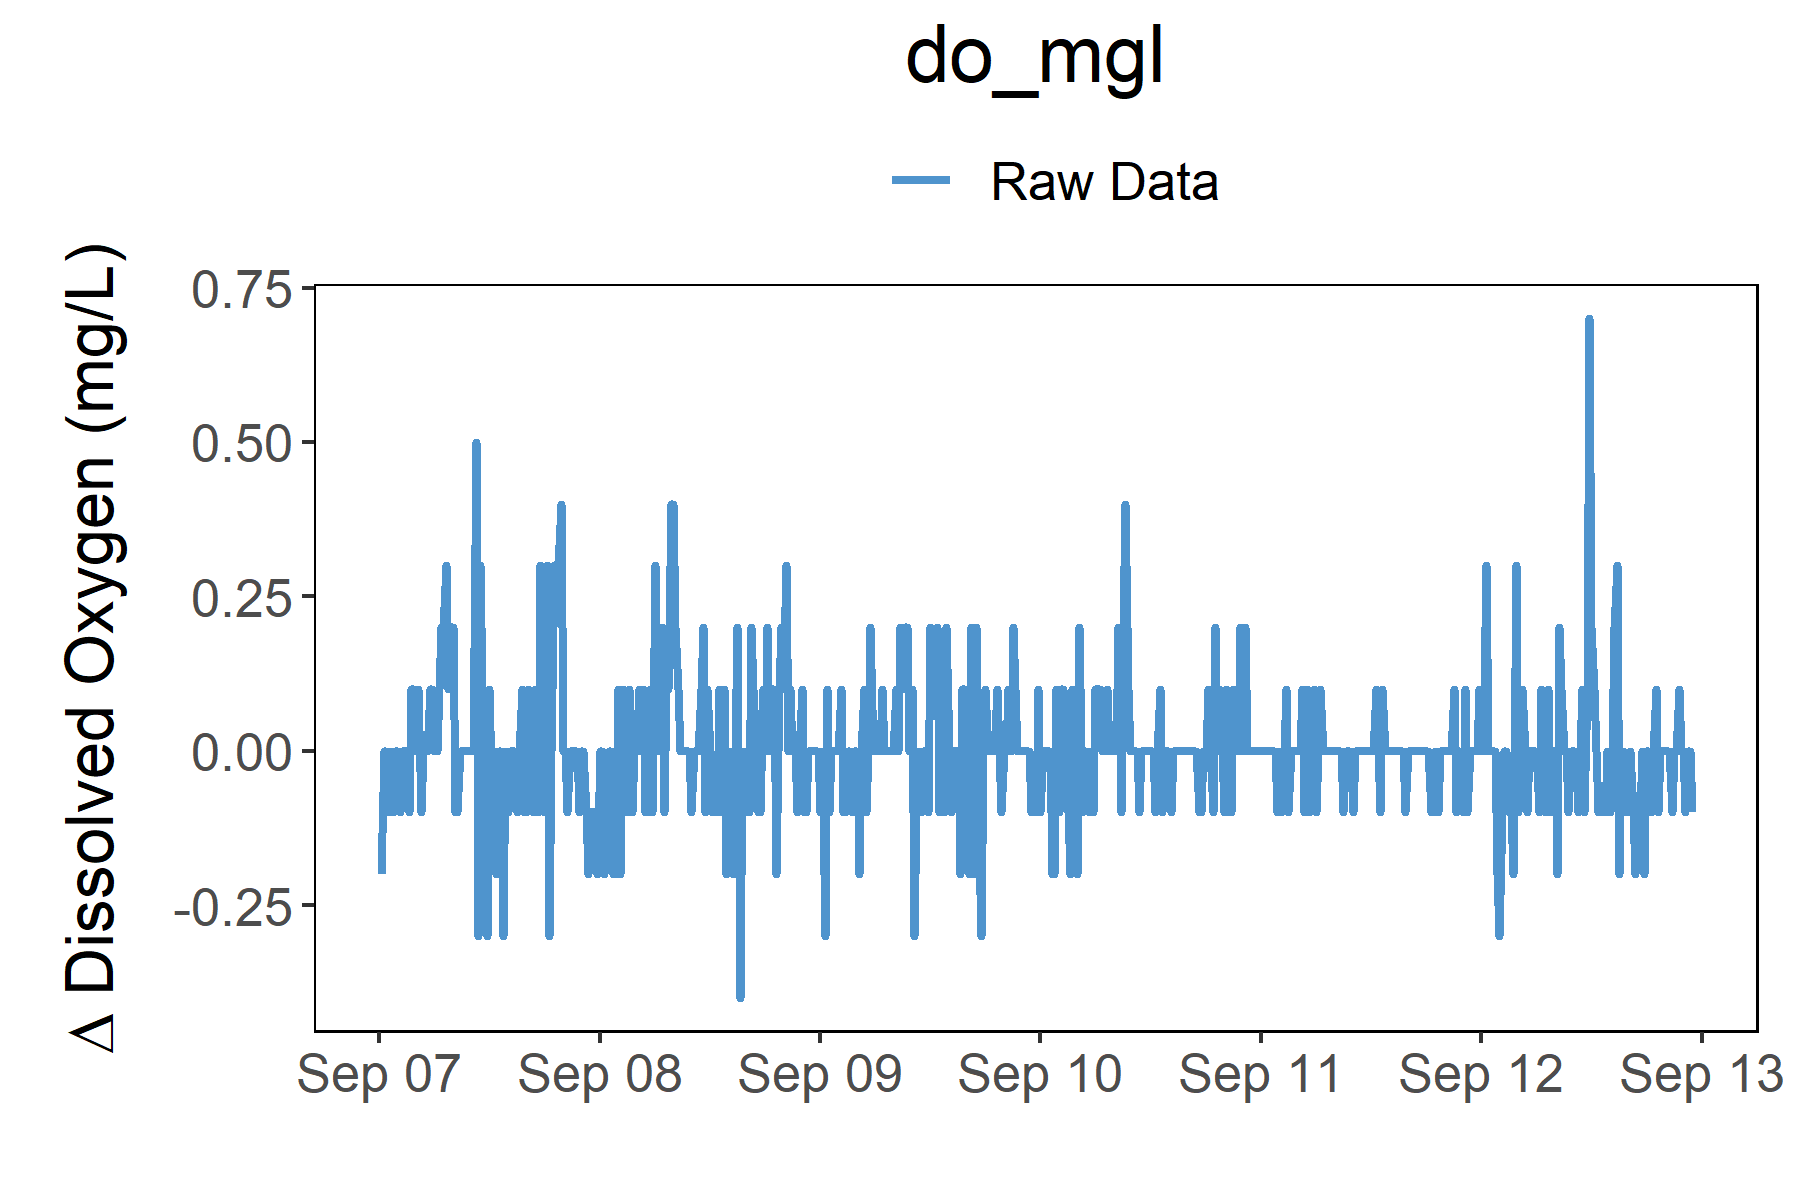 do_mgl
Raw Data
Δ Dissolved Oxygen (mg/L)
0.75
0.50
0.25
0.00
-0.25
Sep 07 Sep 08 Sep 09 Sep 10 Sep 11 Sep 12 Sep 13